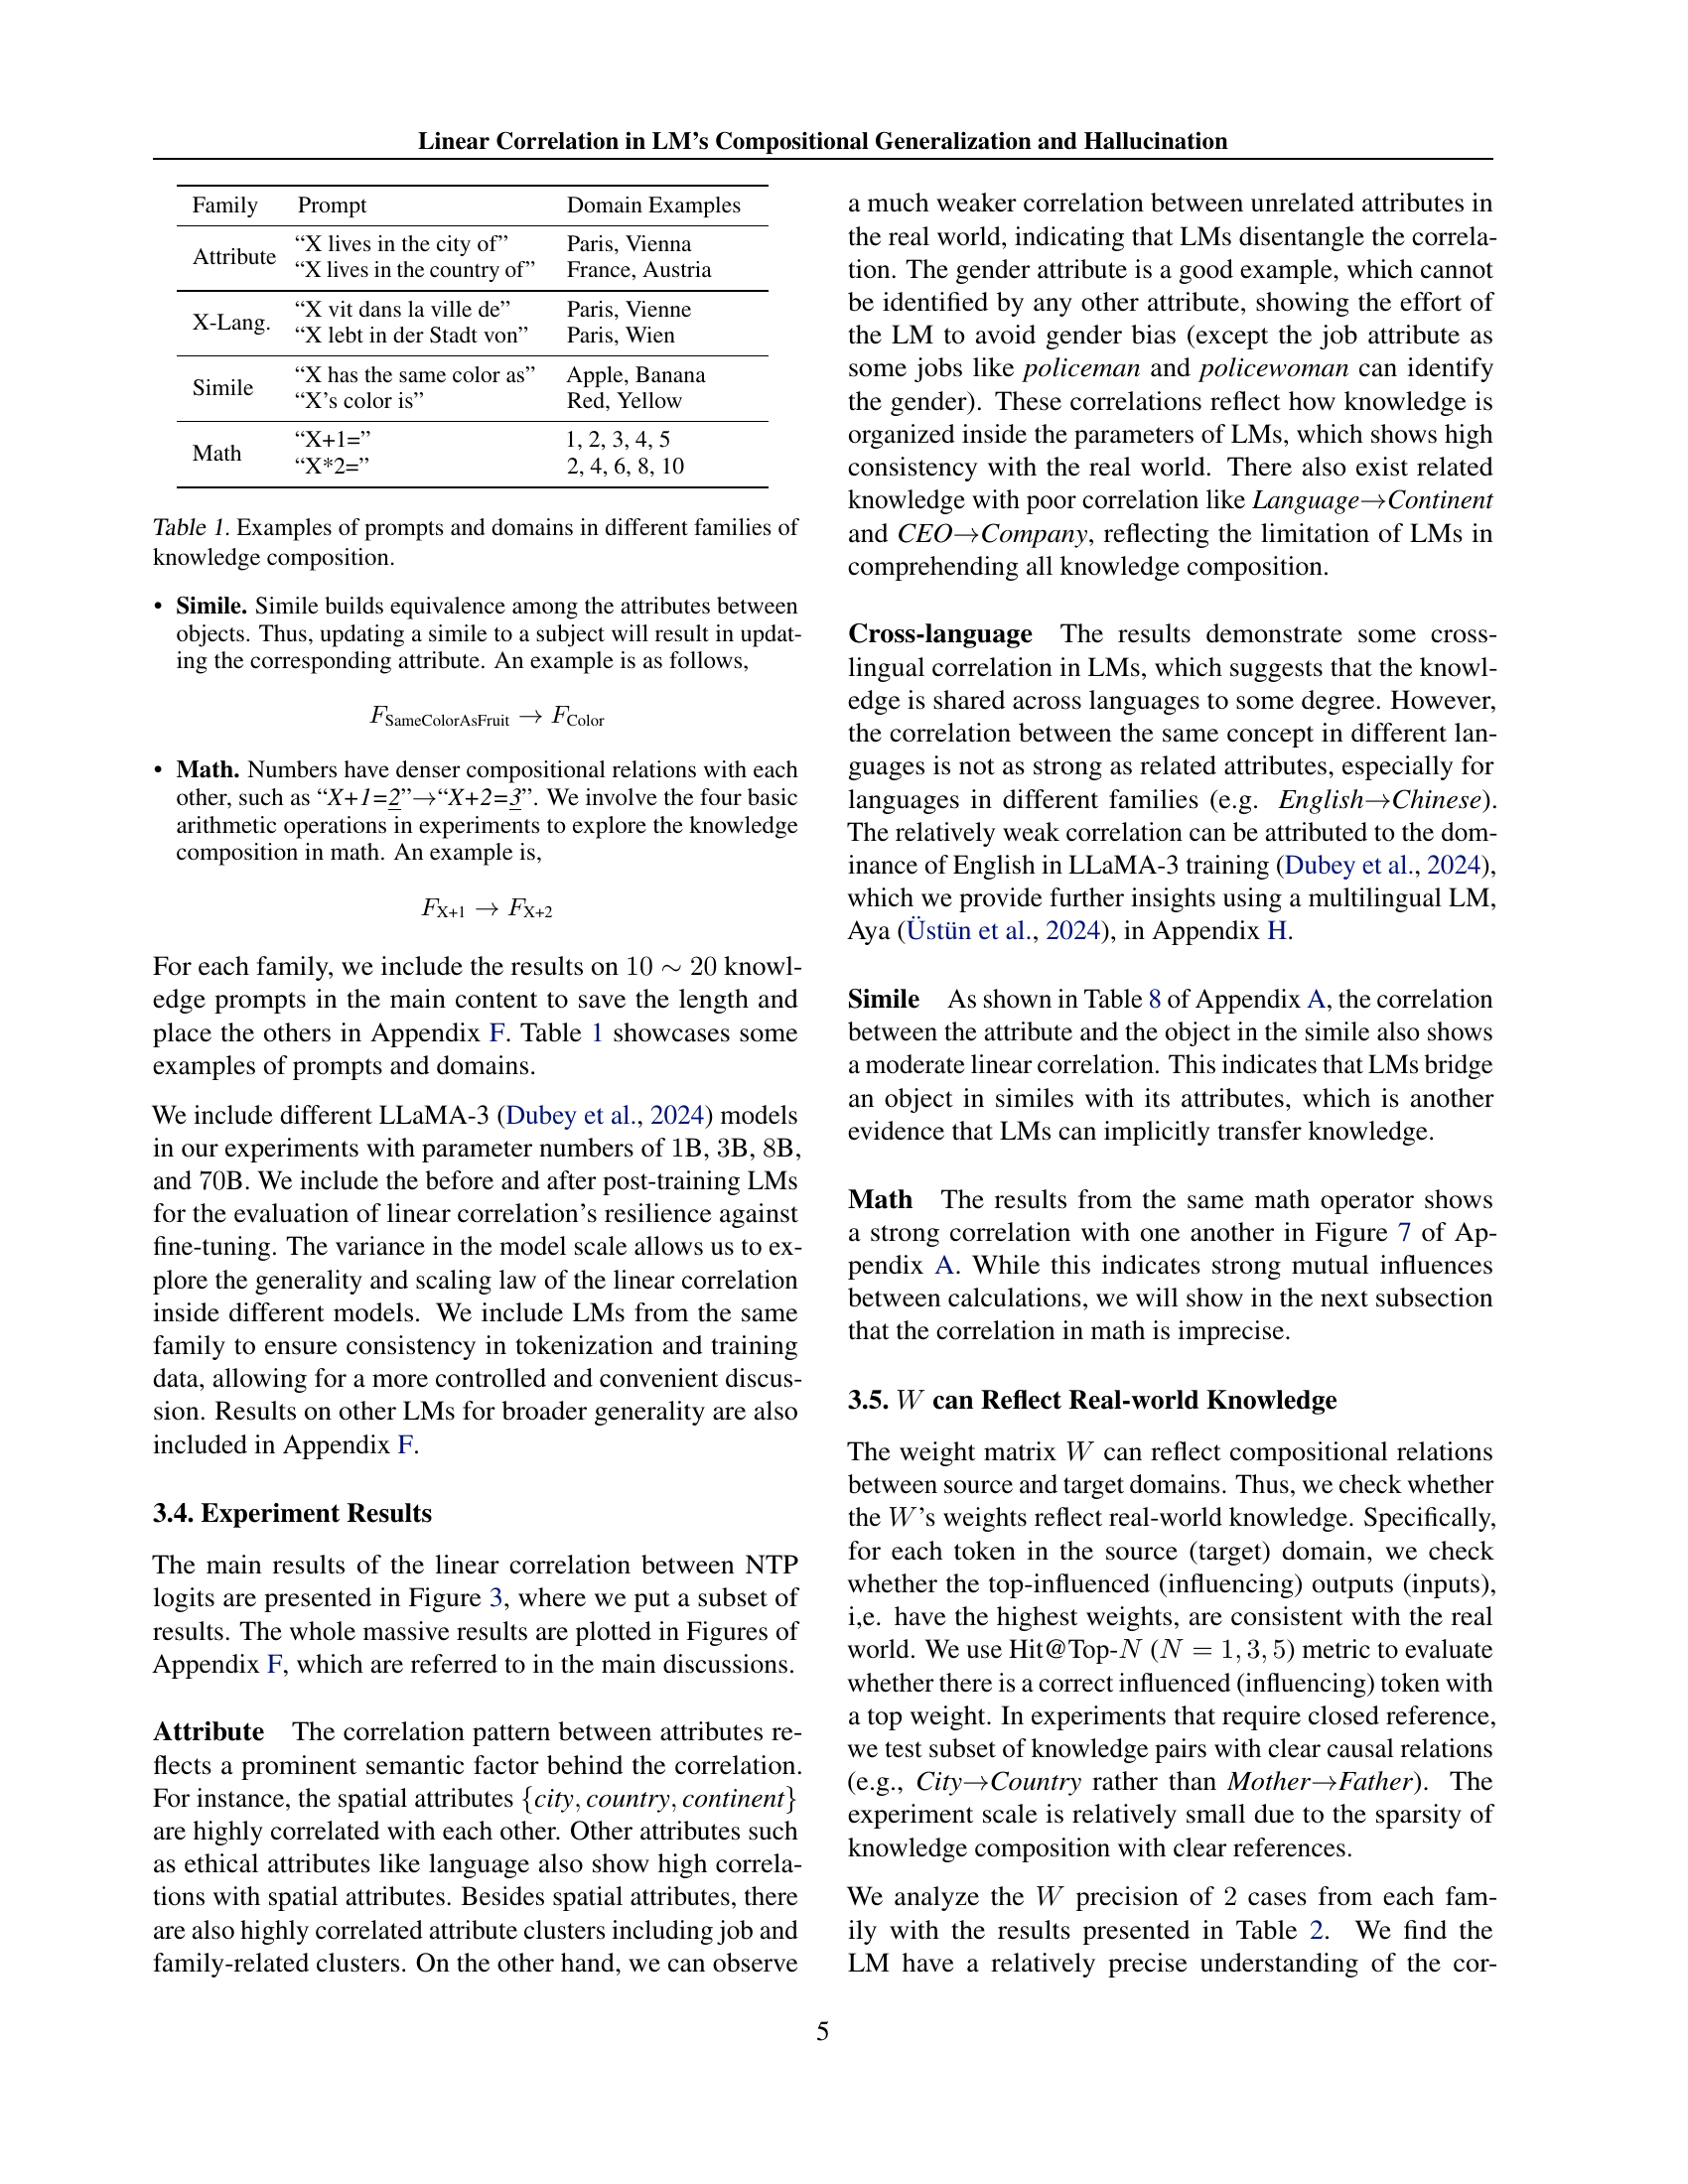 Linear Correlation in LM's Compositional Generalization and Hallucination
Family Prompt Domain Examples
Attribute
“X lives in the city of” Paris, Vienna
“X lives in the country of” France, Austria
X-Lang.
“X vit dans la ville de” Paris, Vienne
“X lebt in der Stadt von” Paris, Wien
Simile
“X has the same color as” Apple, Banana
“X's color is” Red, Yellow
Math
“X+1=” 1, 2, 3, 4, 5
“X*2=” 2, 4, 6, 8, 10
Table 1. Examples of prompts and domains in different families of
knowledge composition.
• Simile. Simile builds equivalence among the attributes between
objects. Thus, updating a simile to a subject will result in updat-
ing the corresponding attribute. An example is as follows,
F_SameColorAsFruit → F_Color
• Math. Numbers have denser compositional relations with each
other, such as “X+1=2”→“X+2=3”. We involve the four basic
arithmetic operations in experiments to explore the knowledge
composition in math. An example is,
F_X+1 → F_X+2
For each family, we include the results on 10 ∼ 20 knowl-
edge prompts in the main content to save the length and
place the others in Appendix F. Table 1 showcases some
examples of prompts and domains.
We include different LLaMA-3 (Dubey et al., 2024) models
in our experiments with parameter numbers of 1B, 3B, 8B,
and 70B. We include the before and after post-training LMs
for the evaluation of linear correlation's resilience against
fine-tuning. The variance in the model scale allows us to ex-
plore the generality and scaling law of the linear correlation
inside different models. We include LMs from the same
family to ensure consistency in tokenization and training
data, allowing for a more controlled and convenient discus-
sion. Results on other LMs for broader generality are also
included in Appendix F.
3.4. Experiment Results
The main results of the linear correlation between NTP
logits are presented in Figure 3, where we put a subset of
results. The whole massive results are plotted in Figures of
Appendix F, which are referred to in the main discussions.
Attribute The correlation pattern between attributes re-
flects a prominent semantic factor behind the correlation.
For instance, the spatial attributes {city, country, continent}
are highly correlated with each other. Other attributes such
as ethical attributes like language also show high correla-
tions with spatial attributes. Besides spatial attributes, there
are also highly correlated attribute clusters including job and
family-related clusters. On the other hand, we can observe
a much weaker correlation between unrelated attributes in
the real world, indicating that LMs disentangle the correla-
tion. The gender attribute is a good example, which cannot
be identified by any other attribute, showing the effort of
the LM to avoid gender bias (except the job attribute as
some jobs like policeman and policewoman can identify
the gender). These correlations reflect how knowledge is
organized inside the parameters of LMs, which shows high
consistency with the real world. There also exist related
knowledge with poor correlation like Language→Continent
and CEO→Company, reflecting the limitation of LMs in
comprehending all knowledge composition.
Cross-language The results demonstrate some cross-
lingual correlation in LMs, which suggests that the knowl-
edge is shared across languages to some degree. However,
the correlation between the same concept in different lan-
guages is not as strong as related attributes, especially for
languages in different families (e.g. English→Chinese).
The relatively weak correlation can be attributed to the dom-
inance of English in LLaMA-3 training (Dubey et al., 2024),
which we provide further insights using a multilingual LM,
Aya (Üstün et al., 2024), in Appendix H.
Simile As shown in Table 8 of Appendix A, the correlation
between the attribute and the object in the simile also shows
a moderate linear correlation. This indicates that LMs bridge
an object in similes with its attributes, which is another
evidence that LMs can implicitly transfer knowledge.
Math The results from the same math operator shows
a strong correlation with one another in Figure 7 of Ap-
pendix A. While this indicates strong mutual influences
between calculations, we will show in the next subsection
that the correlation in math is imprecise.
3.5. W can Reflect Real-world Knowledge
The weight matrix W can reflect compositional relations
between source and target domains. Thus, we check whether
the W's weights reflect real-world knowledge. Specifically,
for each token in the source (target) domain, we check
whether the top-influenced (influencing) outputs (inputs),
i,e. have the highest weights, are consistent with the real
world. We use Hit@Top-N (N = 1, 3, 5) metric to evaluate
whether there is a correct influenced (influencing) token with
a top weight. In experiments that require closed reference,
we test subset of knowledge pairs with clear causal relations
(e.g., City→Country rather than Mother→Father). The
experiment scale is relatively small due to the sparsity of
knowledge composition with clear references.
We analyze the W precision of 2 cases from each fam-
ily with the results presented in Table 2. We find the
LM have a relatively precise understanding of the cor-
5